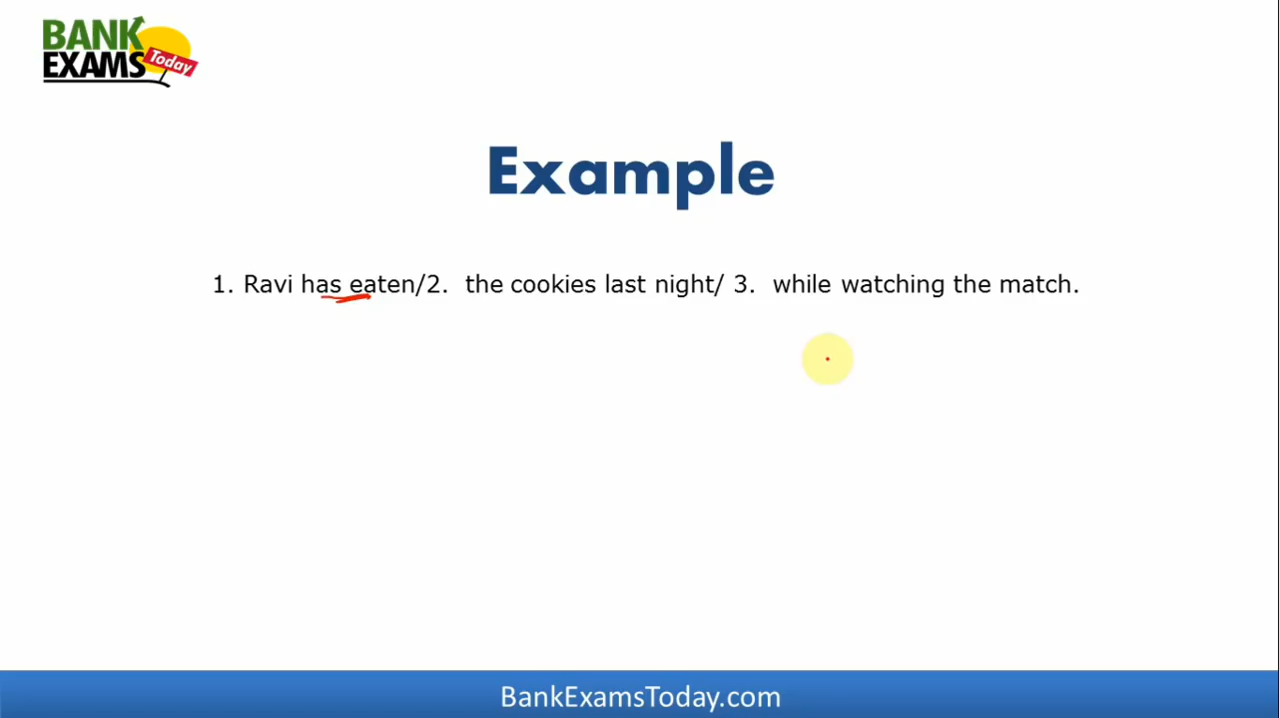 BANK
EXAMS Today
Example
1. Ravi has eaten/2.  the cookies last night/ 3.  while watching the match.
BankExamsToday.com